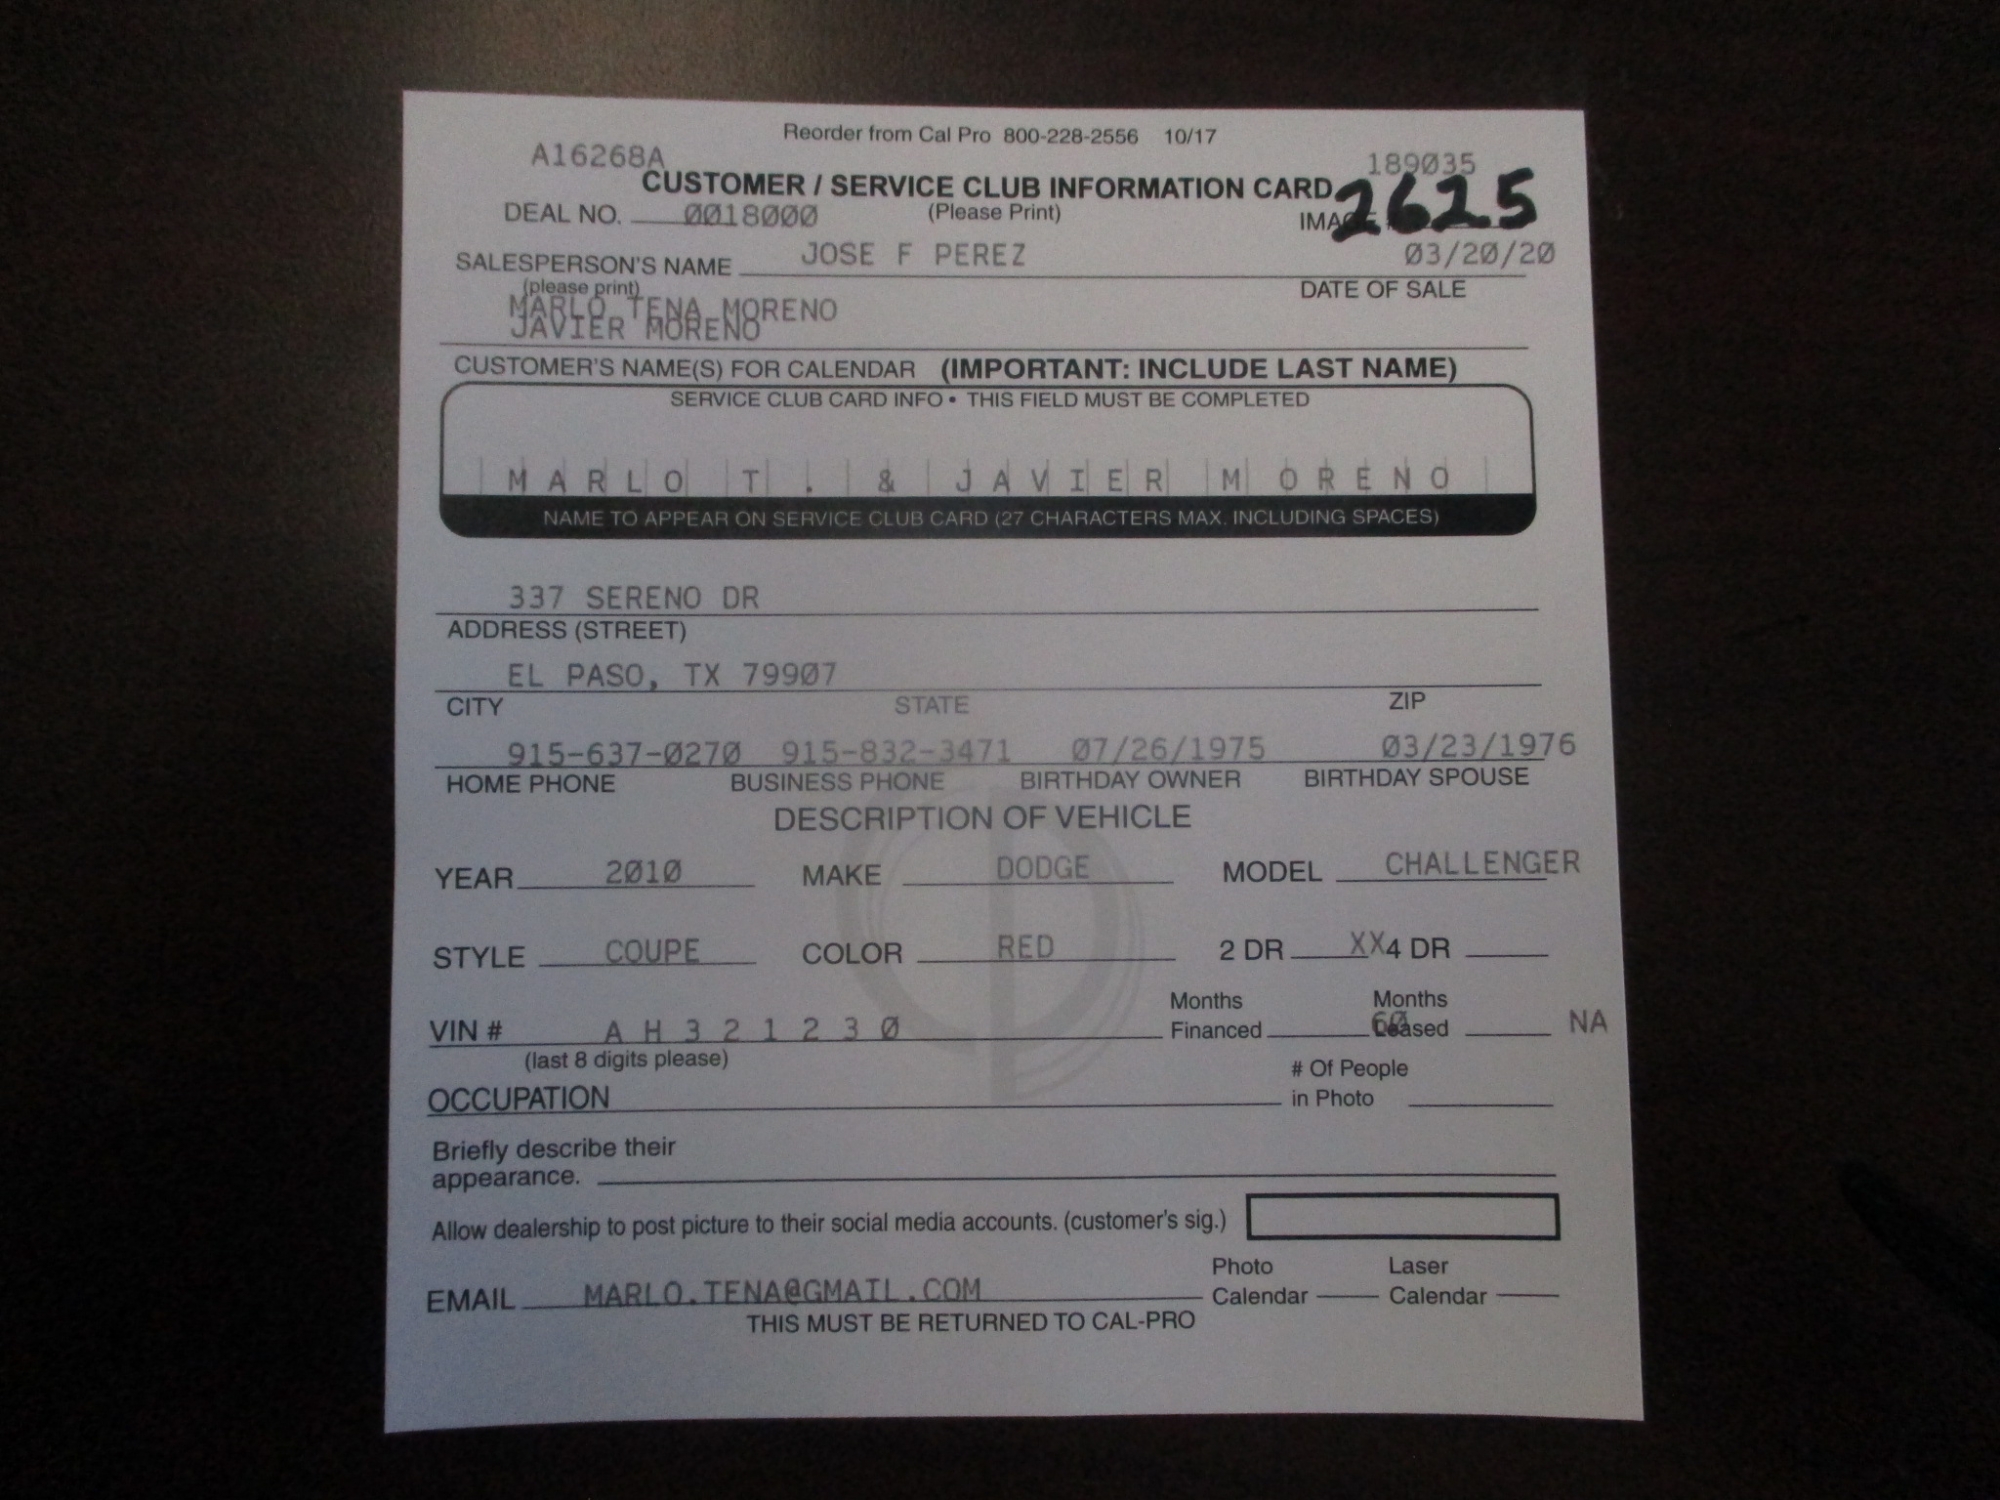 Reorder from Cal Pro 800-228-2556 10/17
A16268A 189035
CUSTOMER / SERVICE CLUB INFORMATION CARD
DEAL NO. 0018000 (Please Print) 2625
SALESPERSON'S NAME JOSE F PEREZ 03/20/20
(please print) DATE OF SALE
MARLO TENA MORENO
JAVIER MORENO
CUSTOMER'S NAME(S) FOR CALENDAR (IMPORTANT: INCLUDE LAST NAME)
SERVICE CLUB CARD INFO • THIS FIELD MUST BE COMPLETED
MARLO T. & JAVIER MORENO
NAME TO APPEAR ON SERVICE CLUB CARD (27 CHARACTERS MAX. INCLUDING SPACES)
337 SERENO DR
ADDRESS (STREET)
EL PASO, TX 79907
CITY STATE ZIP
915-637-0270 915-832-3471 07/26/1975 03/23/1976
HOME PHONE BUSINESS PHONE BIRTHDAY OWNER BIRTHDAY SPOUSE
DESCRIPTION OF VEHICLE
YEAR 2010 MAKE DODGE MODEL CHALLENGER
STYLE COUPE COLOR RED 2 DR XX 4 DR
Months Months
VIN # A H 3 2 1 2 3 0 Financed 60 Leased NA
(last 8 digits please)
# Of People
OCCUPATION in Photo
Briefly describe their
appearance.
Allow dealership to post picture to their social media accounts. (customer's sig.)
Photo Laser
EMAIL MARLO.TENA@GMAIL.COM Calendar Calendar
THIS MUST BE RETURNED TO CAL-PRO